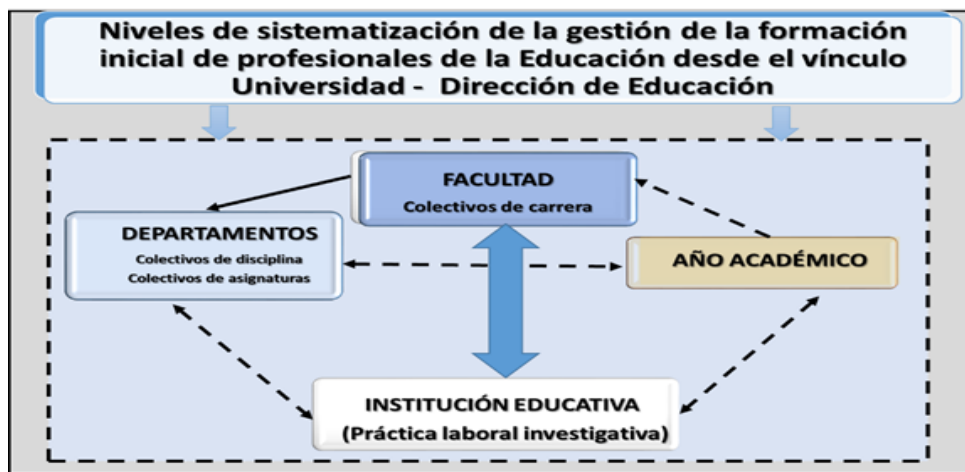 Niveles de sistematización de la gestión de la formación
inicial de profesionales de la Educación desde el vínculo
Universidad - Dirección de Educación
FACULTAD
Colectivos de carrera
DEPARTAMENTOS
Colectivos de disciplina
Colectivos de asignaturas
AÑO ACADÉMICO
INSTITUCIÓN EDUCATIVA
(Práctica laboral investigativa)